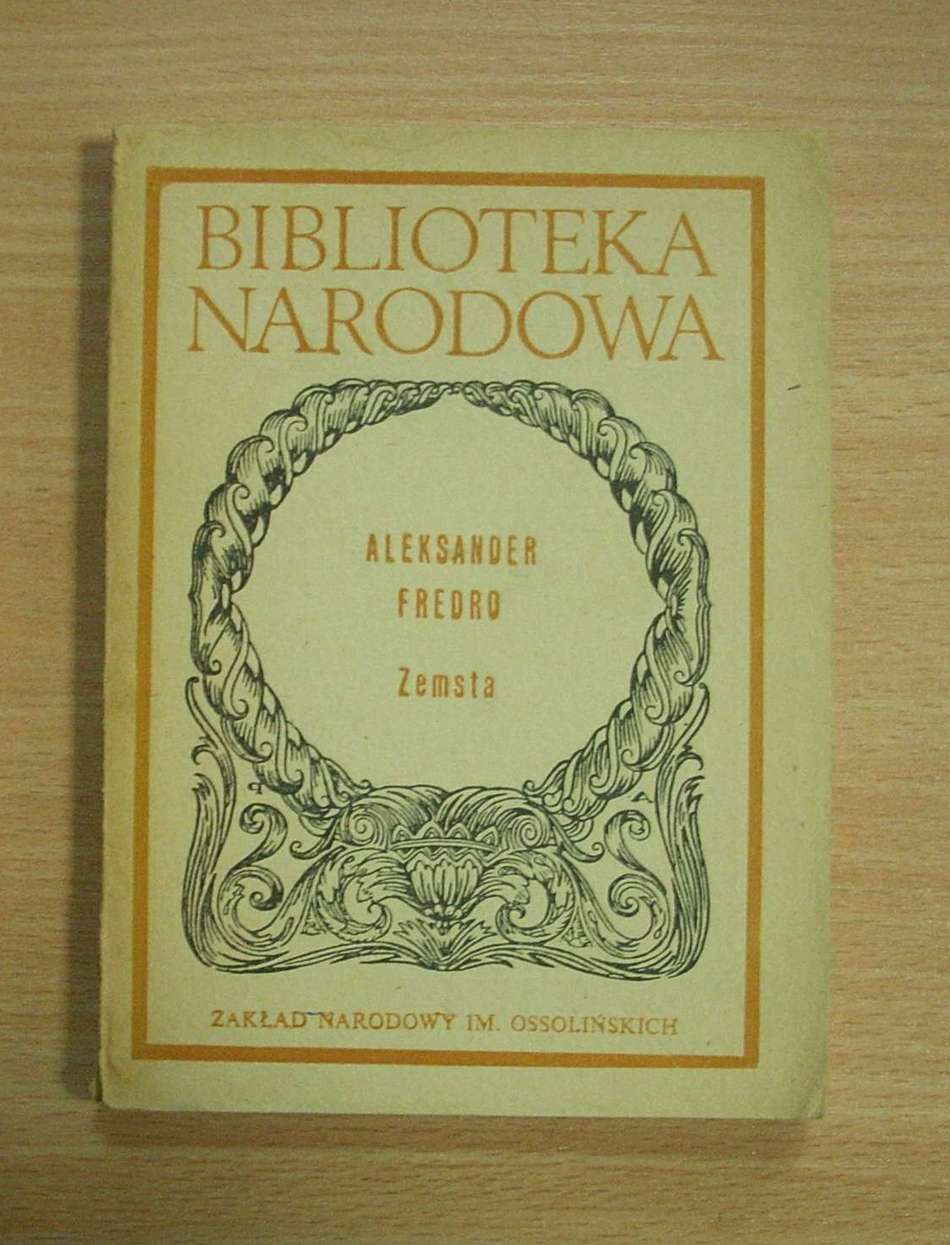 BIBLIOTEKA
NARODOWA
ALEKSANDER
FREDRO
Zemsta
ZAKŁAD NARODOWY IM. OSSOLIŃSKICH